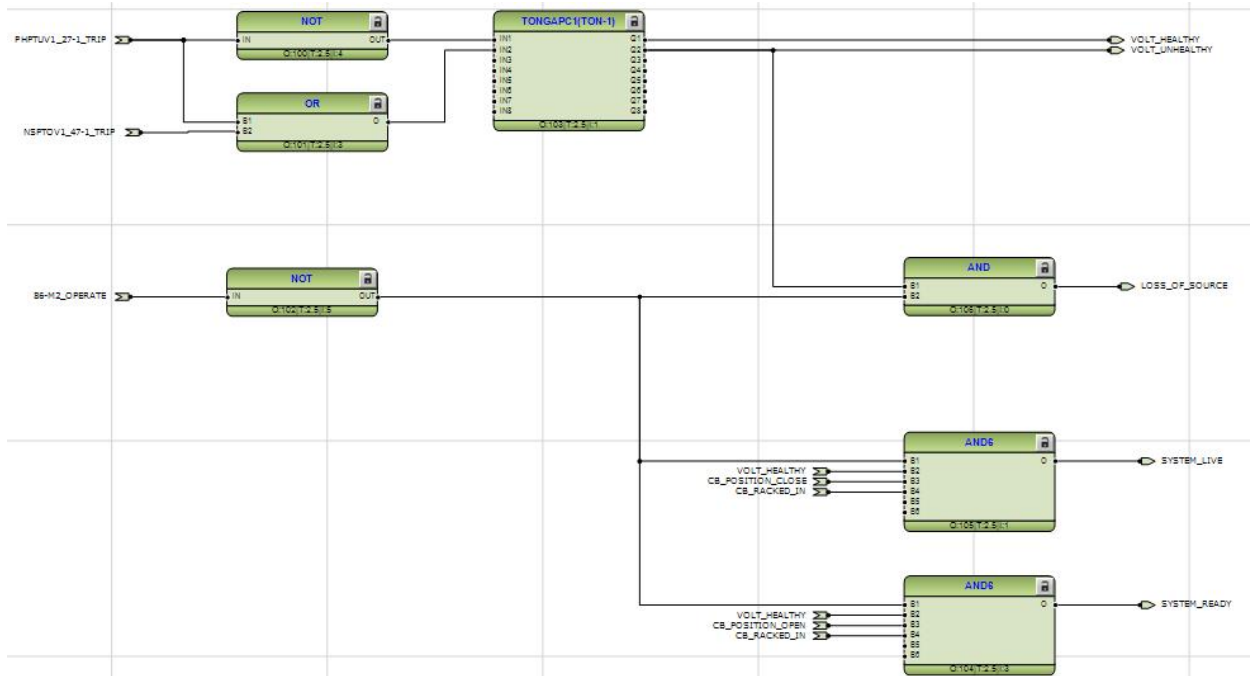 NOT
PHPTUV1_27-1_TRIP
IN OUT
O:100|T:2.5|I:4
OR
NSPTOV1_47-1_TRIP
B1 O
B2
O:101|T:2.5|I:3
TONGAPC1(TON-1)
IN1 Q1
IN2 Q2
IN3 Q3
IN4 Q4
IN5 Q5
IN6 Q6
IN7 Q7
IN8 Q8
O:103|T:2.5|I:1
VOLT_HEALTHY
VOLT_UNHEALTHY
NOT
86-M2_OPERATE
IN OUT
O:102|T:2.5|I:5
AND
B1 O
B2
O:106|T:2.5|I:0
LOSS_OF_SOURCE
AND6
B1 O
VOLT_HEALTHY B2
CB_POSITION_CLOSE B3
CB_RACKED_IN B4
B5
B6
O:105|T:2.5|I:1
SYSTEM_LIVE
AND6
B1 O
VOLT_HEALTHY B2
CB_POSITION_OPEN B3
CB_RACKED_IN B4
B5
B6
O:104|T:2.5|I:3
SYSTEM_READY